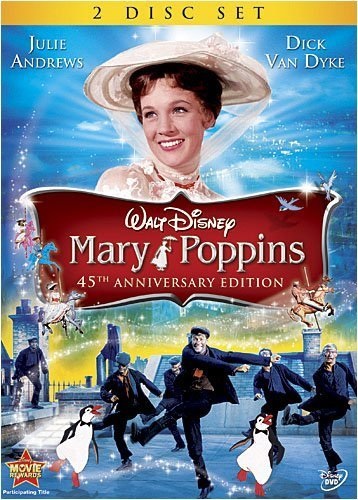 2 DISC SET
JULIE
ANDREWS
DICK
VAN DYKE
WALT DISNEY
MARY POPPINS
45TH ANNIVERSARY EDITION
DISNEY
MOVIE
REWARDS
Participating Title
Disney
DVD